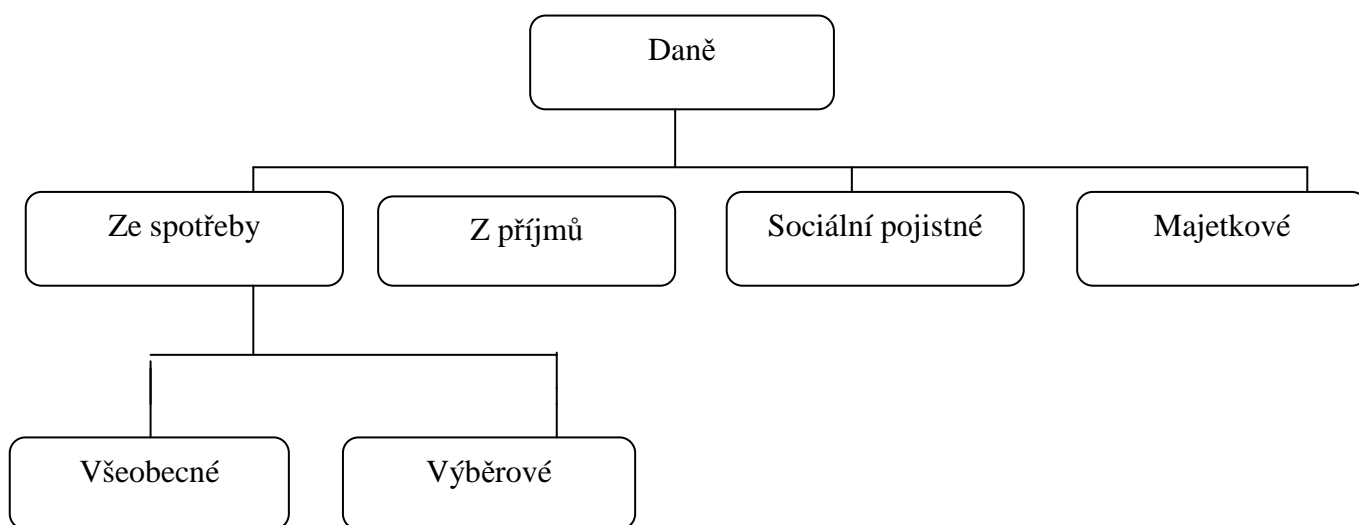 Daně
Ze spotřeby
Z příjmů
Sociální pojistné
Majetkové
Všeobecné
Výběrové